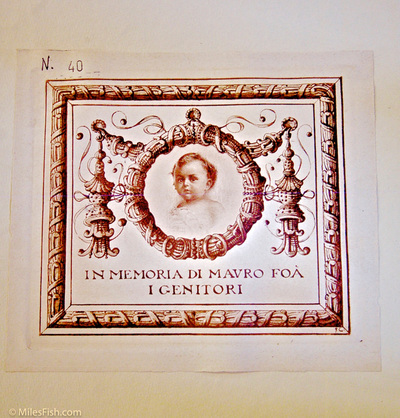 N. 40
IN MEMORIA DI MAVRO FOÀ
I GENITORI
© MilesFish.com